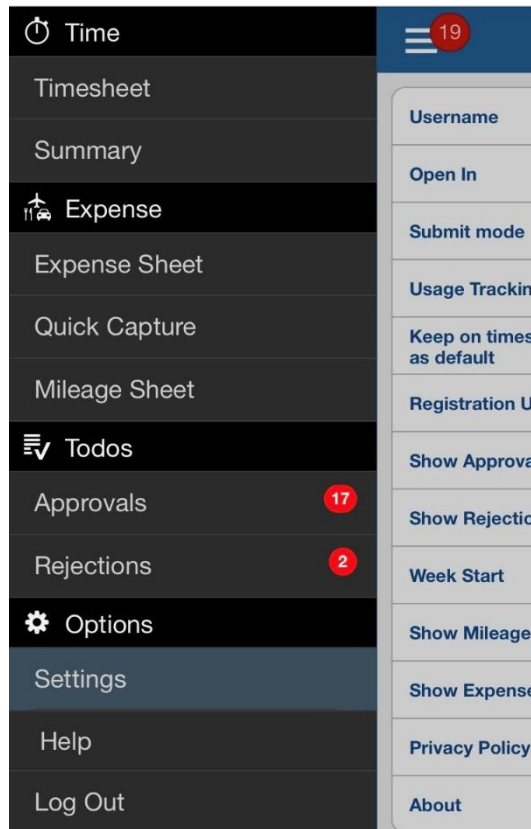 Time
Timesheet
Summary
Expense
Expense Sheet
Quick Capture
Mileage Sheet
Todos
Approvals 17
Rejections 2
Options
Settings
Help
Log Out
19
Username
Open In
Submit mode
Usage Trackin
Keep on times
as default
Registration U
Show Approva
Show Rejectio
Week Start
Show Mileage
Show Expense
Privacy Policy
About